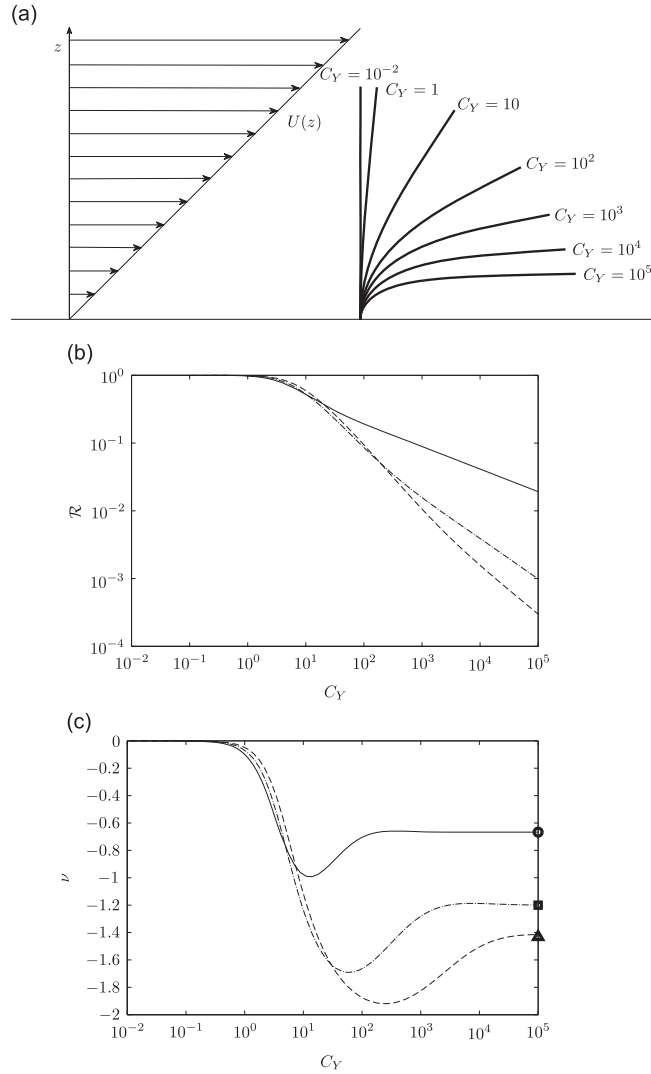 (a)
z
C_Y = 10^{-2}
C_Y = 1
C_Y = 10
U(z)
C_Y = 10^2
C_Y = 10^3
C_Y = 10^4
C_Y = 10^5
(b)
10^0
10^{-1}
10^{-2}
10^{-3}
10^{-4}
ℛ
10^{-2} 10^{-1} 10^0 10^1 10^2 10^3 10^4 10^5
C_Y
(c)
0
−0.2
−0.4
−0.6
−0.8
−1
−1.2
−1.4
−1.6
−1.8
−2
ν
10^{-2} 10^{-1} 10^0 10^1 10^2 10^3 10^4 10^5
C_Y